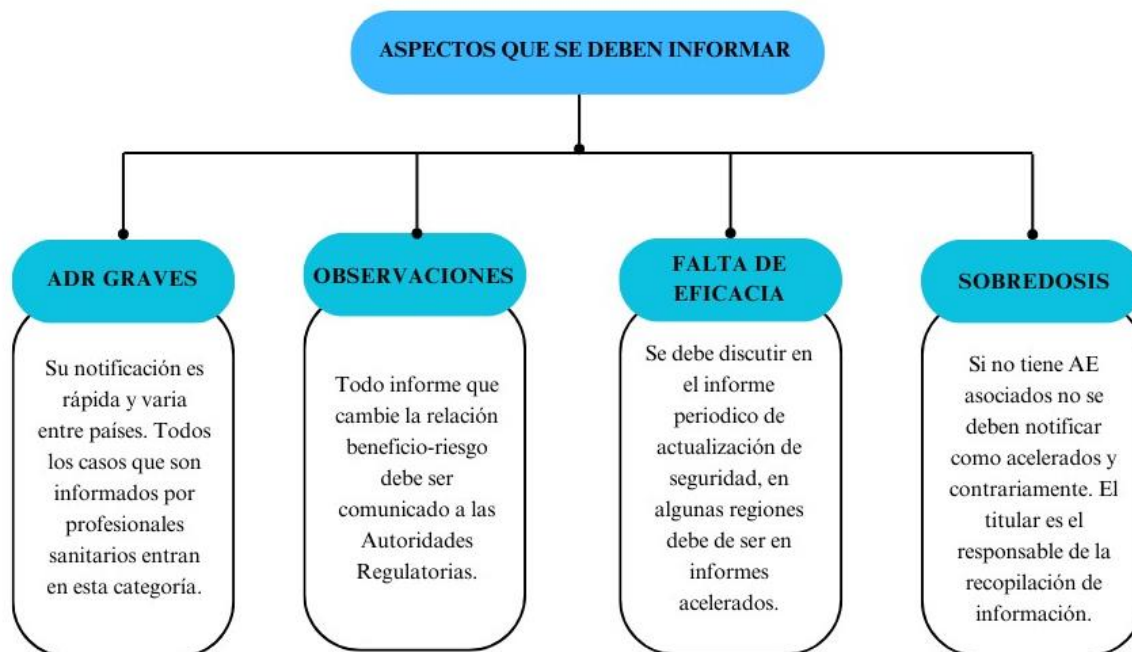 ASPECTOS QUE SE DEBEN INFORMAR
ADR GRAVES
Su notificación es
rápida y varia
entre países. Todos
los casos que son
informados por
profesionales
sanitarios entran
en esta categoría.
OBSERVACIONES
Todo informe que
cambie la relación
beneficio-riesgo
debe ser
comunicado a las
Autoridades
Regulatorias.
FALTA DE
EFICACIA
Se debe discutir en
el informe
periodico de
actualización de
seguridad, en
algunas regiones
debe de ser en
informes
acelerados.
SOBREDOSIS
Si no tiene AE
asociados no se
deben notificar
como acelerados y
contrariamente. El
titular es el
responsable de la
recopilación de
información.